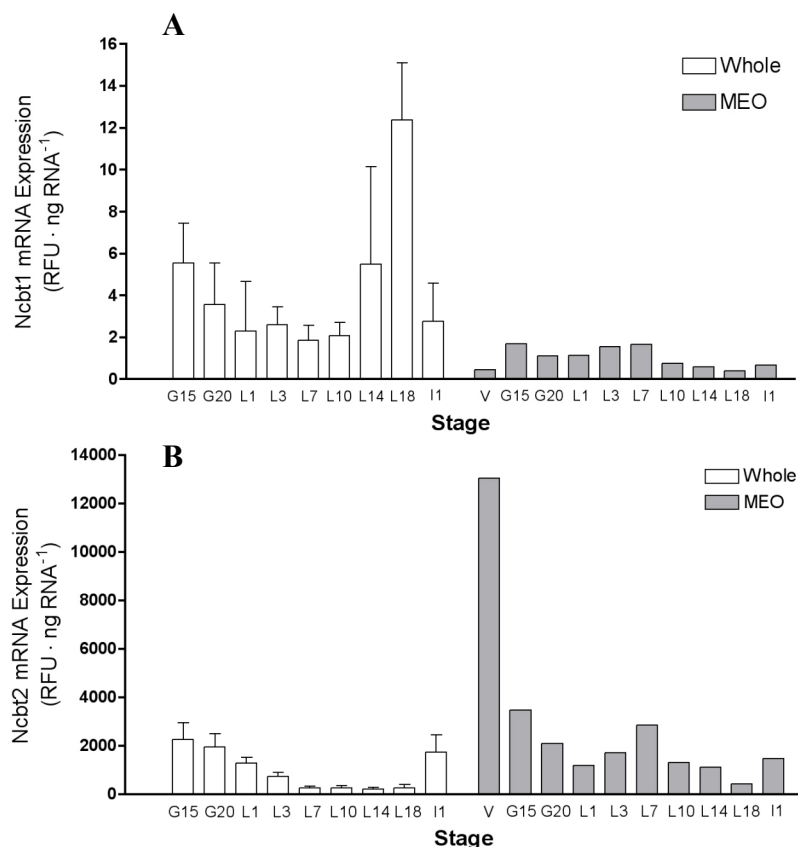 A
Ncbt1 mRNA Expression
(RFU · ng RNA⁻¹)
16
14
12
10
8
6
4
2
0
Whole
MEO
G15 G20 L1 L3 L7 L10 L14 L18 I1 V G15 G20 L1 L3 L7 L10 L14 L18 I1
Stage
B
Ncbt2 mRNA Expression
(RFU · ng RNA⁻¹)
14000
12000
10000
8000
6000
4000
2000
0
Whole
MEO
G15 G20 L1 L3 L7 L10 L14 L18 I1 V G15 G20 L1 L3 L7 L10 L14 L18 I1
Stage